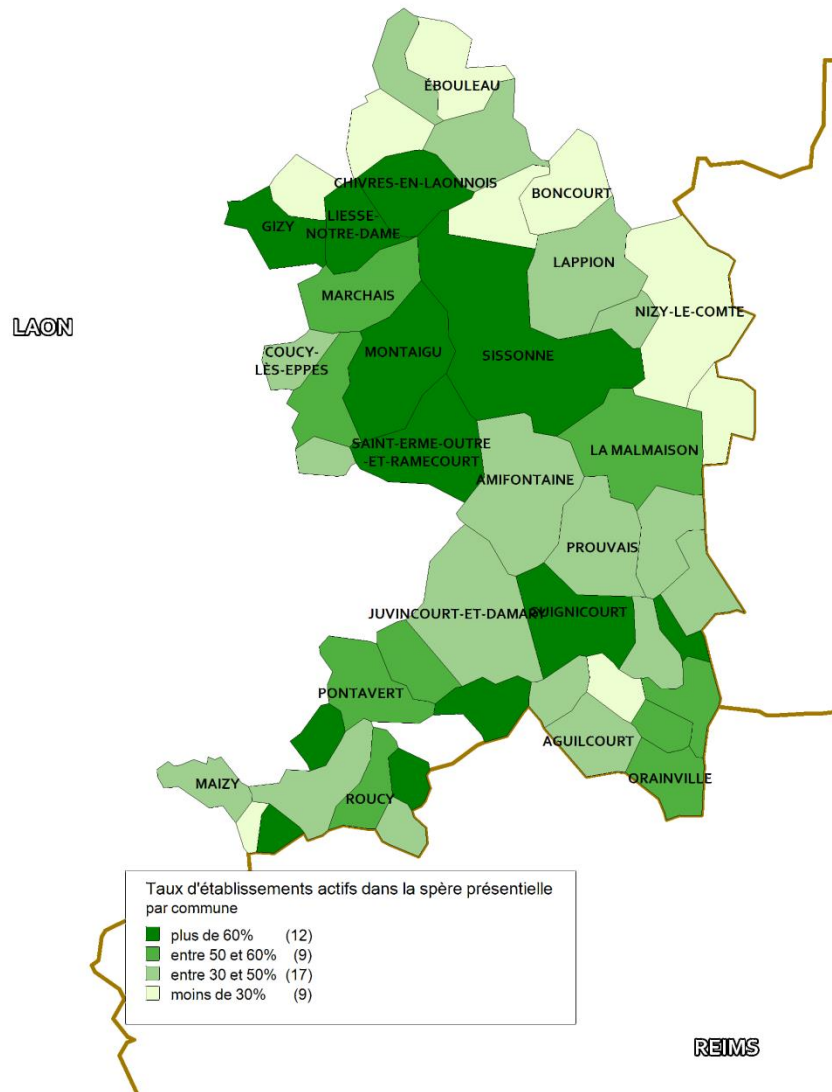 ÉBOULEAU
CHIVRES-EN-LAONNOIS
BONCOURT
GIZY
LIESSE-
NOTRE-DAME
LAPPION
MARCHAIS
NIZY-LE-COMTE
LAON
COUCY-
LÈS-EPPES
MONTAIGU
SISSONNE
SAINT-ERME-OUTRE
-ET-RAMECOURT
LA MALMAISON
AMIFONTAINE
PROUVAIS
JUVINCOURT-ET-DAMARY
GUIGNICOURT
PONTAVERT
AGUILCOURT
MAIZY
ROUCY
ORAINVILLE
Taux d'établissements actifs dans la spère présentielle
par commune
plus de 60% (12)
entre 50 et 60% (9)
entre 30 et 50% (17)
moins de 30% (9)
REIMS